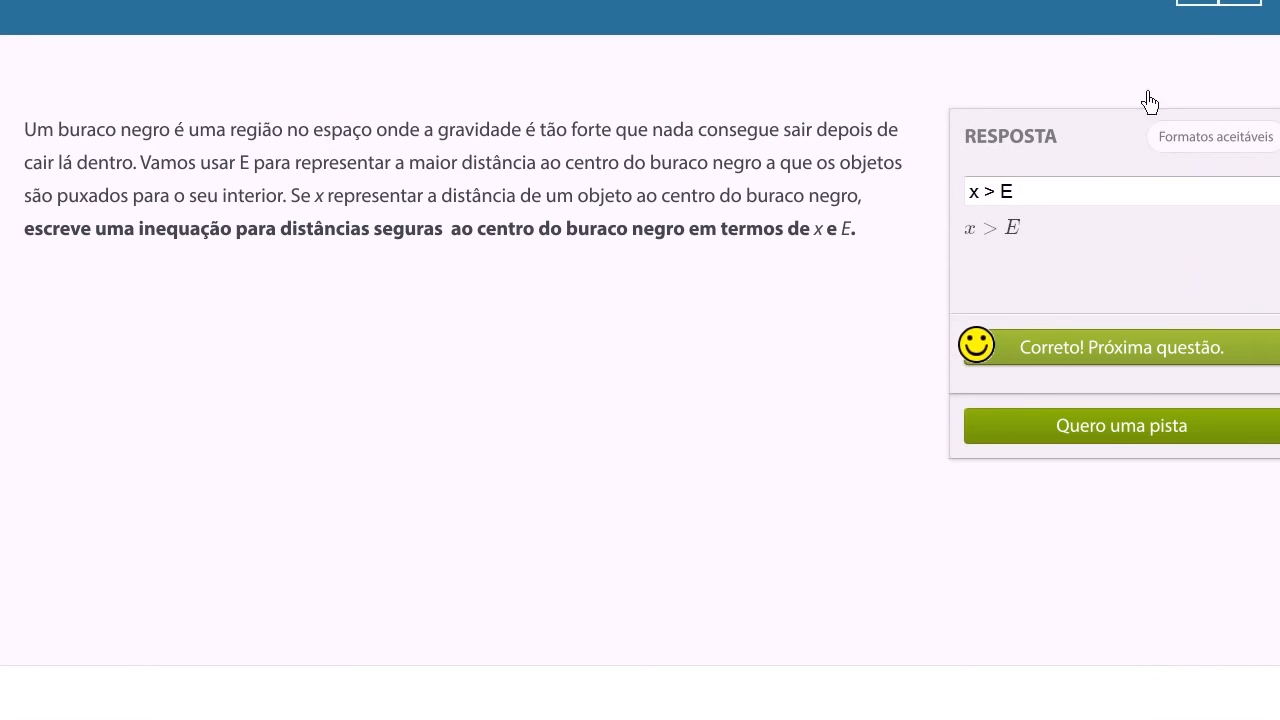 Um buraco negro é uma região no espaço onde a gravidade é tão forte que nada consegue sair depois de
cair lá dentro. Vamos usar E para representar a maior distância ao centro do buraco negro a que os objetos
são puxados para o seu interior. Se x representar a distância de um objeto ao centro do buraco negro,
escreve uma inequação para distâncias seguras ao centro do buraco negro em termos de x e E.
RESPOSTA
Formatos aceitáveis
x > E
x > E
Correto! Próxima questão.
Quero uma pista